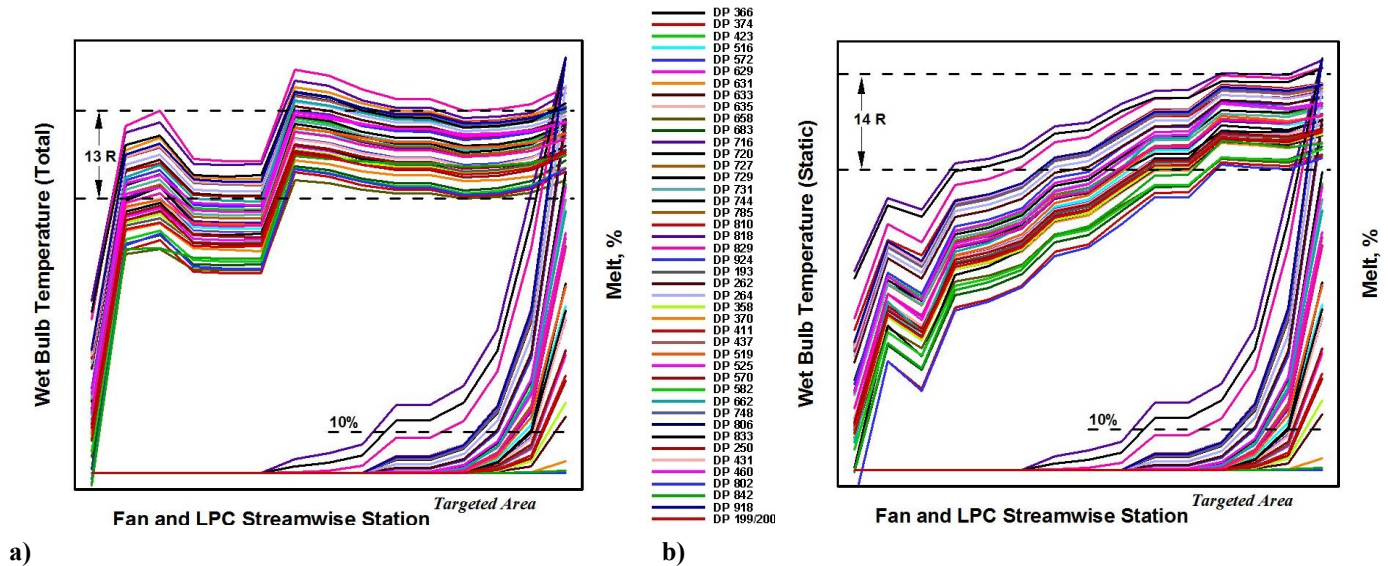 Wet Bulb Temperature (Total)
13 R
10%
Melt, %
Targeted Area
Fan and LPC Streamwise Station
a)
DP 366
DP 374
DP 423
DP 516
DP 572
DP 629
DP 631
DP 633
DP 635
DP 658
DP 683
DP 716
DP 720
DP 727
DP 729
DP 731
DP 744
DP 785
DP 810
DP 818
DP 829
DP 924
DP 193
DP 262
DP 264
DP 358
DP 370
DP 411
DP 437
DP 519
DP 525
DP 570
DP 582
DP 662
DP 748
DP 806
DP 833
DP 250
DP 431
DP 460
DP 802
DP 842
DP 918
DP 199/200
Wet Bulb Temperature (Static)
14 R
10%
Melt, %
Targeted Area
Fan and LPC Streamwise Station
b)